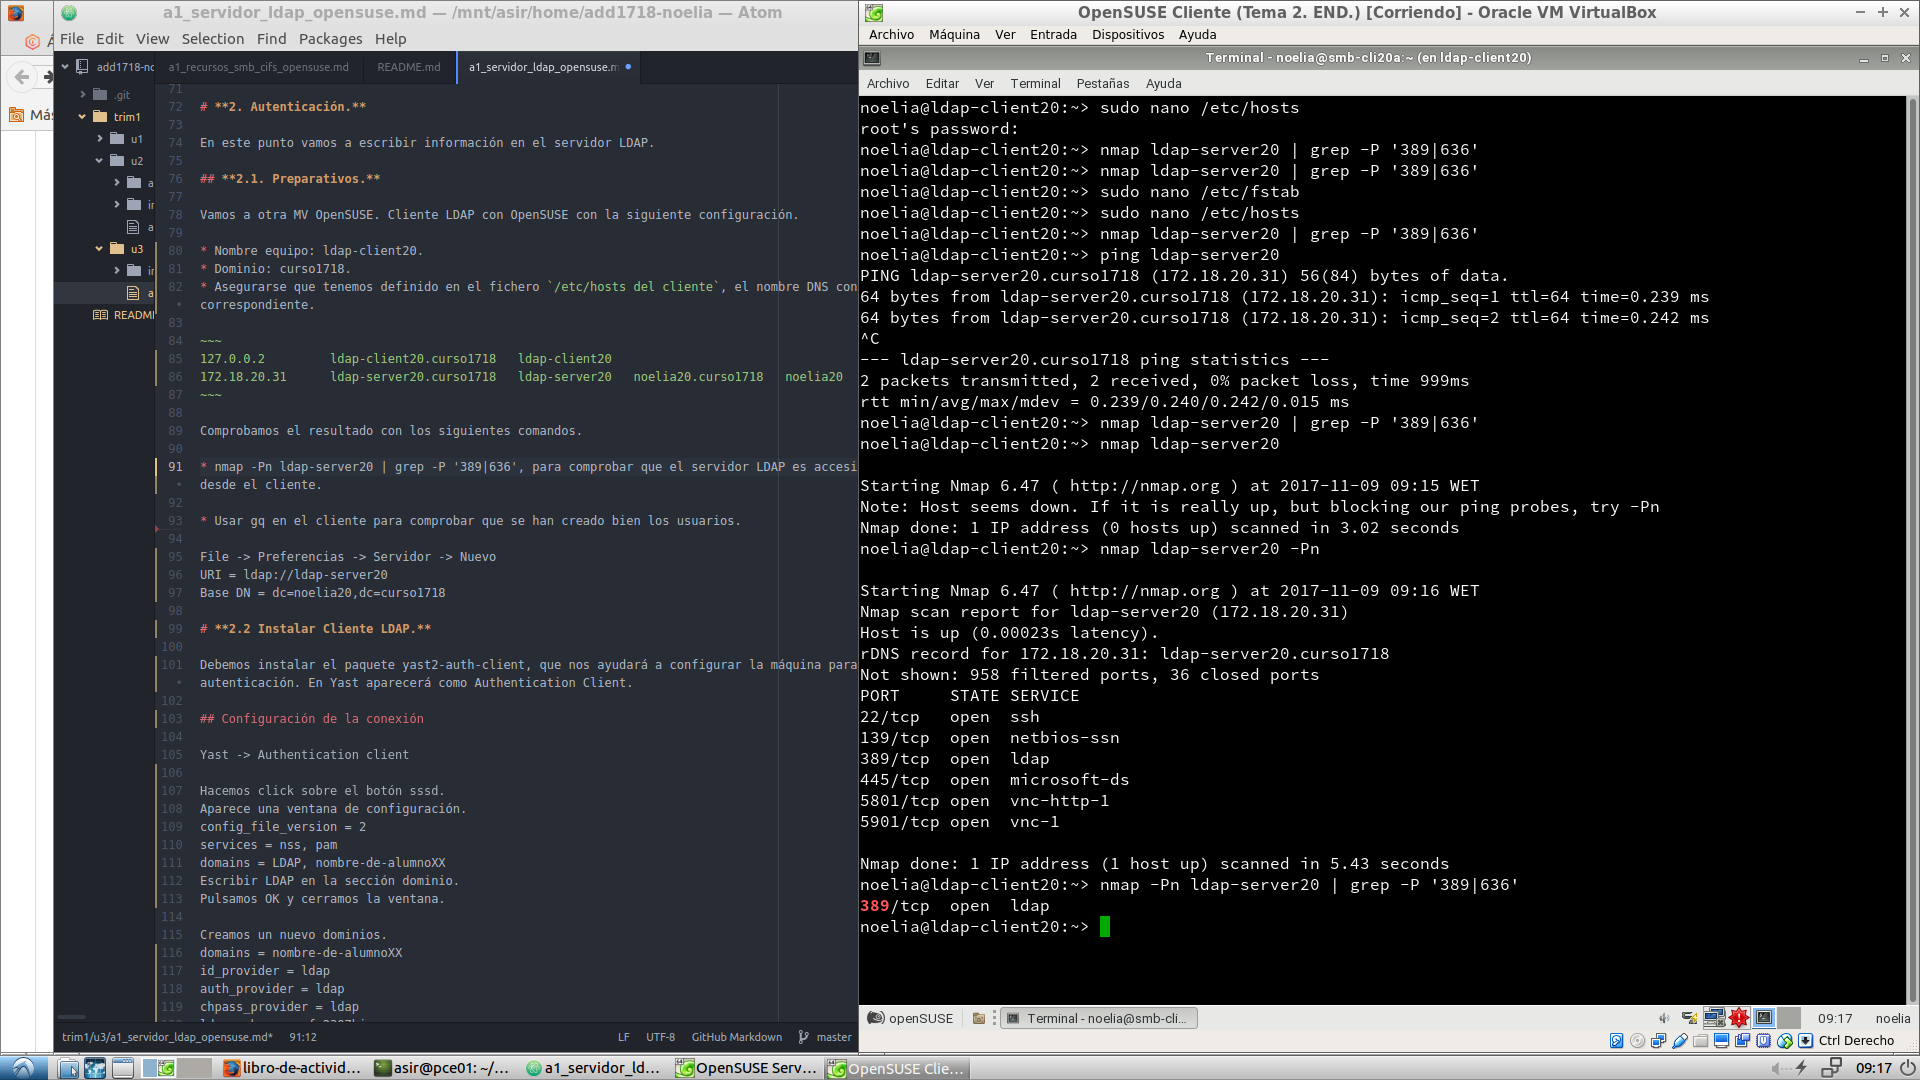 a1_servidor_ldap_opensuse.md — /mnt/asir/home/add1718-noelia — Atom
File Edit View Selection Find Packages Help
add1718-no
a1_recursos_smb_cifs_opensuse.md
README.md
a1_servidor_ldap_opensuse.m
.git
trim1
u1
u2
a
in
a
u3
in
a
READM
Más
71
72 # **2. Autenticación.**
73
74 En este punto vamos a escribir información en el servidor LDAP.
75
76 ## **2.1. Preparativos.**
77
78 Vamos a otra MV OpenSUSE. Cliente LDAP con OpenSUSE con la siguiente configuración.
79
80 * Nombre equipo: ldap-client20.
81 * Dominio: curso1718.
82 * Asegurarse que tenemos definido en el fichero `/etc/hosts del cliente`, el nombre DNS con
• correspondiente.
83
84 ~~~
85 127.0.0.2 ldap-client20.curso1718 ldap-client20
86 172.18.20.31 ldap-server20.curso1718 ldap-server20 noelia20.curso1718 noelia20
87 ~~~
88
89 Comprobamos el resultado con los siguientes comandos.
90
91 * nmap -Pn ldap-server20 | grep -P '389|636', para comprobar que el servidor LDAP es accesi
• desde el cliente.
92
93 * Usar gq en el cliente para comprobar que se han creado bien los usuarios.
94
95 File -> Preferencias -> Servidor -> Nuevo
96 URI = ldap://ldap-server20
97 Base DN = dc=noelia20,dc=curso1718
98
99 # **2.2 Instalar Cliente LDAP.**
100
101 Debemos instalar el paquete yast2-auth-client, que nos ayudará a configurar la máquina para
• autenticación. En Yast aparecerá como Authentication Client.
102
103 ## Configuración de la conexión
104
105 Yast -> Authentication client
106
107 Hacemos click sobre el botón sssd.
108 Aparece una ventana de configuración.
109 config_file_version = 2
110 services = nss, pam
111 domains = LDAP, nombre-de-alumnoXX
112 Escribir LDAP en la sección dominio.
113 Pulsamos OK y cerramos la ventana.
114
115 Creamos un nuevo dominios.
116 domains = nombre-de-alumnoXX
117 id_provider = ldap
118 auth_provider = ldap
119 chpass_provider = ldap
trim1/u3/a1_servidor_ldap_opensuse.md* 91:12 LF UTF-8 GitHub Markdown master
OpenSUSE Cliente (Tema 2. END.) [Corriendo] - Oracle VM VirtualBox
Archivo Máquina Ver Entrada Dispositivos Ayuda
Terminal - noelia@smb-cli20a:~ (en ldap-client20)
Archivo Editar Ver Terminal Pestañas Ayuda
noelia@ldap-client20:~> sudo nano /etc/hosts
root's password:
noelia@ldap-client20:~> nmap ldap-server20 | grep -P '389|636'
noelia@ldap-client20:~> nmap ldap-server20 | grep -P '389|636'
noelia@ldap-client20:~> sudo nano /etc/fstab
noelia@ldap-client20:~> sudo nano /etc/hosts
noelia@ldap-client20:~> nmap ldap-server20 | grep -P '389|636'
noelia@ldap-client20:~> ping ldap-server20
PING ldap-server20.curso1718 (172.18.20.31) 56(84) bytes of data.
64 bytes from ldap-server20.curso1718 (172.18.20.31): icmp_seq=1 ttl=64 time=0.239 ms
64 bytes from ldap-server20.curso1718 (172.18.20.31): icmp_seq=2 ttl=64 time=0.242 ms
^C
--- ldap-server20.curso1718 ping statistics ---
2 packets transmitted, 2 received, 0% packet loss, time 999ms
rtt min/avg/max/mdev = 0.239/0.240/0.242/0.015 ms
noelia@ldap-client20:~> nmap ldap-server20 | grep -P '389|636'
noelia@ldap-client20:~> nmap ldap-server20
Starting Nmap 6.47 ( http://nmap.org ) at 2017-11-09 09:15 WET
Note: Host seems down. If it is really up, but blocking our ping probes, try -Pn
Nmap done: 1 IP address (0 hosts up) scanned in 3.02 seconds
noelia@ldap-client20:~> nmap ldap-server20 -Pn
Starting Nmap 6.47 ( http://nmap.org ) at 2017-11-09 09:16 WET
Nmap scan report for ldap-server20 (172.18.20.31)
Host is up (0.00023s latency).
rDNS record for 172.18.20.31: ldap-server20.curso1718
Not shown: 958 filtered ports, 36 closed ports
PORT STATE SERVICE
22/tcp open ssh
139/tcp open netbios-ssn
389/tcp open ldap
445/tcp open microsoft-ds
5801/tcp open vnc-http-1
5901/tcp open vnc-1
Nmap done: 1 IP address (1 host up) scanned in 5.43 seconds
noelia@ldap-client20:~> nmap -Pn ldap-server20 | grep -P '389|636'
389/tcp open ldap
noelia@ldap-client20:~>
openSUSE Terminal - noelia@smb-cli... 09:17 noelia
Ctrl Derecho
libro-de-activid... asir@pce01: ~/... a1_servidor_ld... OpenSUSE Serv... OpenSUSE Clie... 09:17